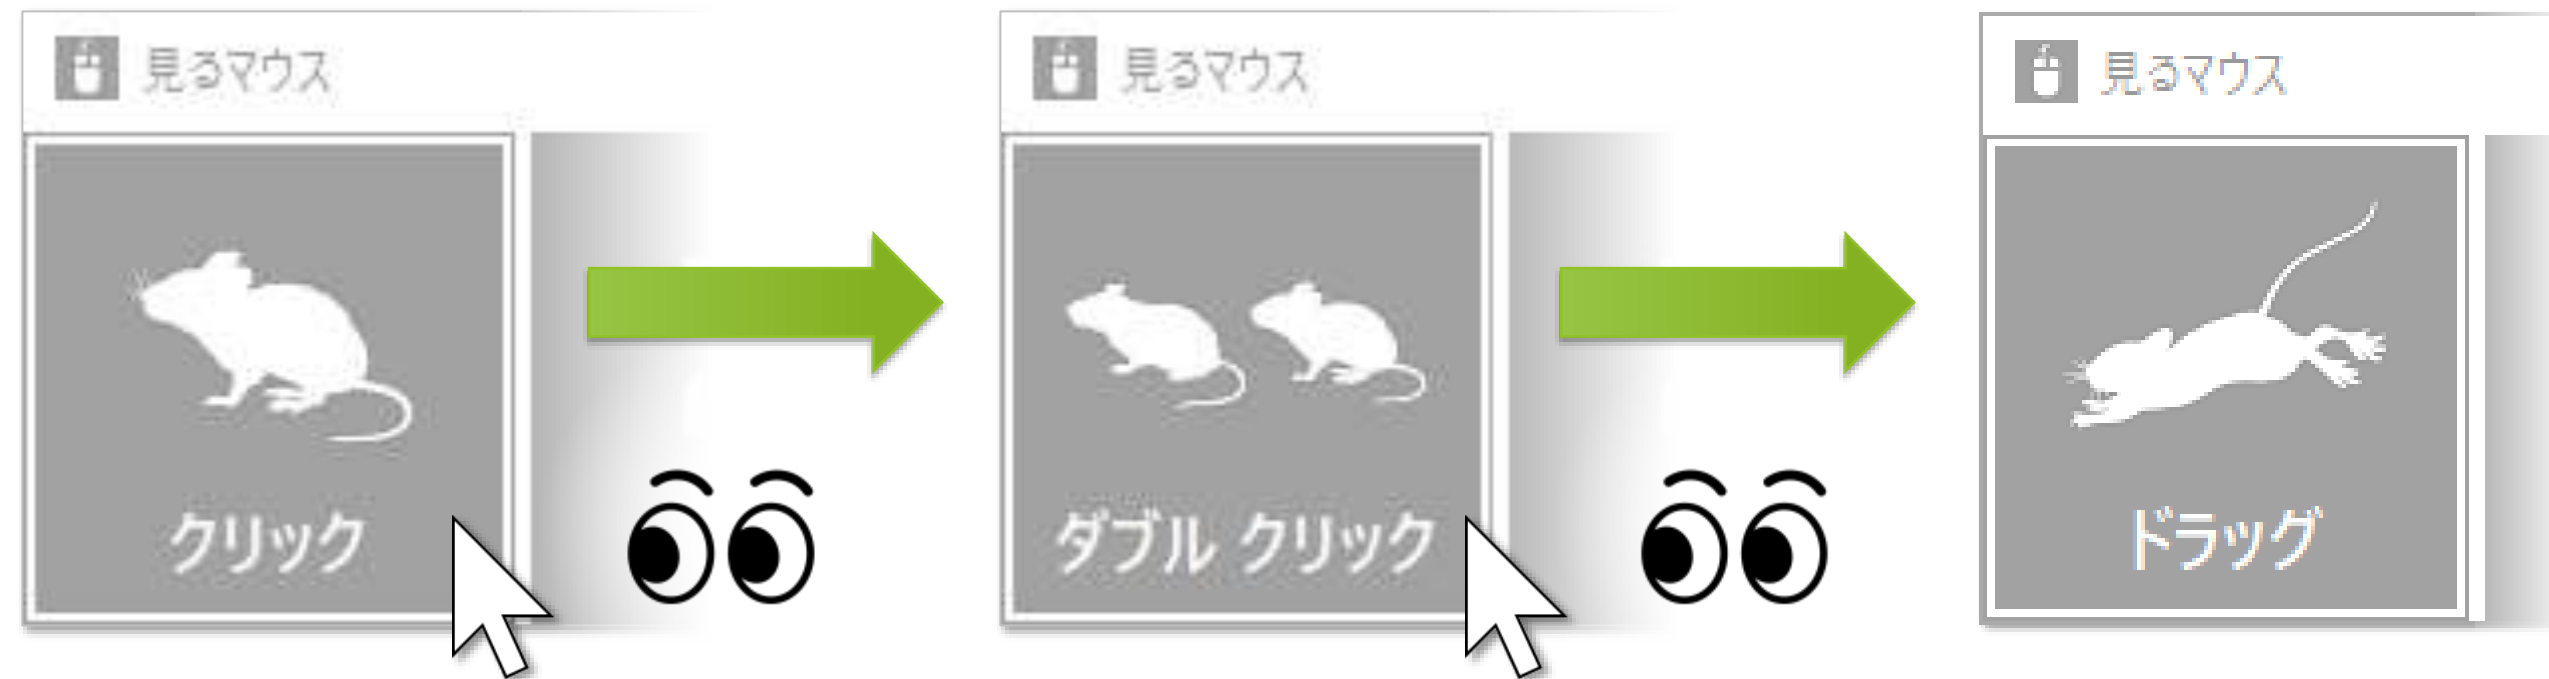 見るマウス
クリック
見るマウス
ダブル クリック
見るマウス
ドラッグ